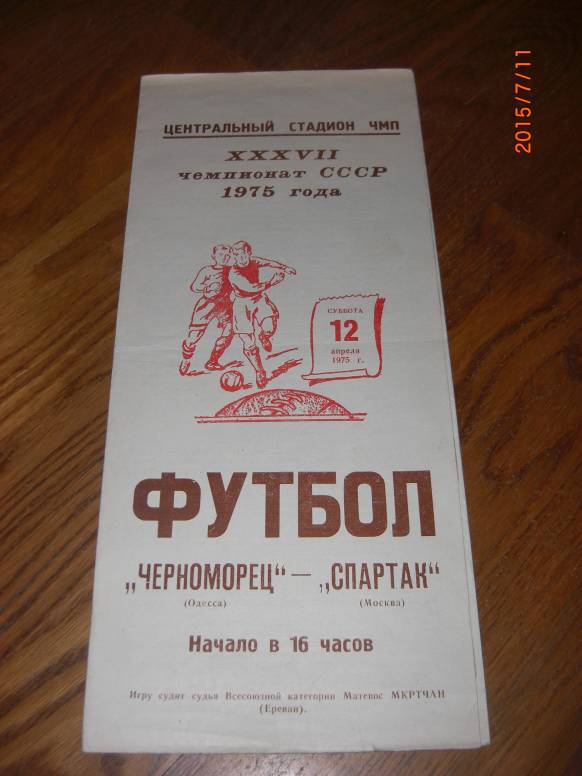 2015/7/11
ЦЕНТРАЛЬНЫЙ СТАДИОН ЧМП
XXXVII
чемпионат СССР
1975 года
СУББОТА
12
апреля
1975 г.
ФУТБОЛ
„ЧЕРНОМОРЕЦ“ — „СПАРТАК“
(Одесса) (Москва)
Начало в 16 часов
Игру судит судья Всесоюзной категории Матевос МКРТЧАН
(Ереван).